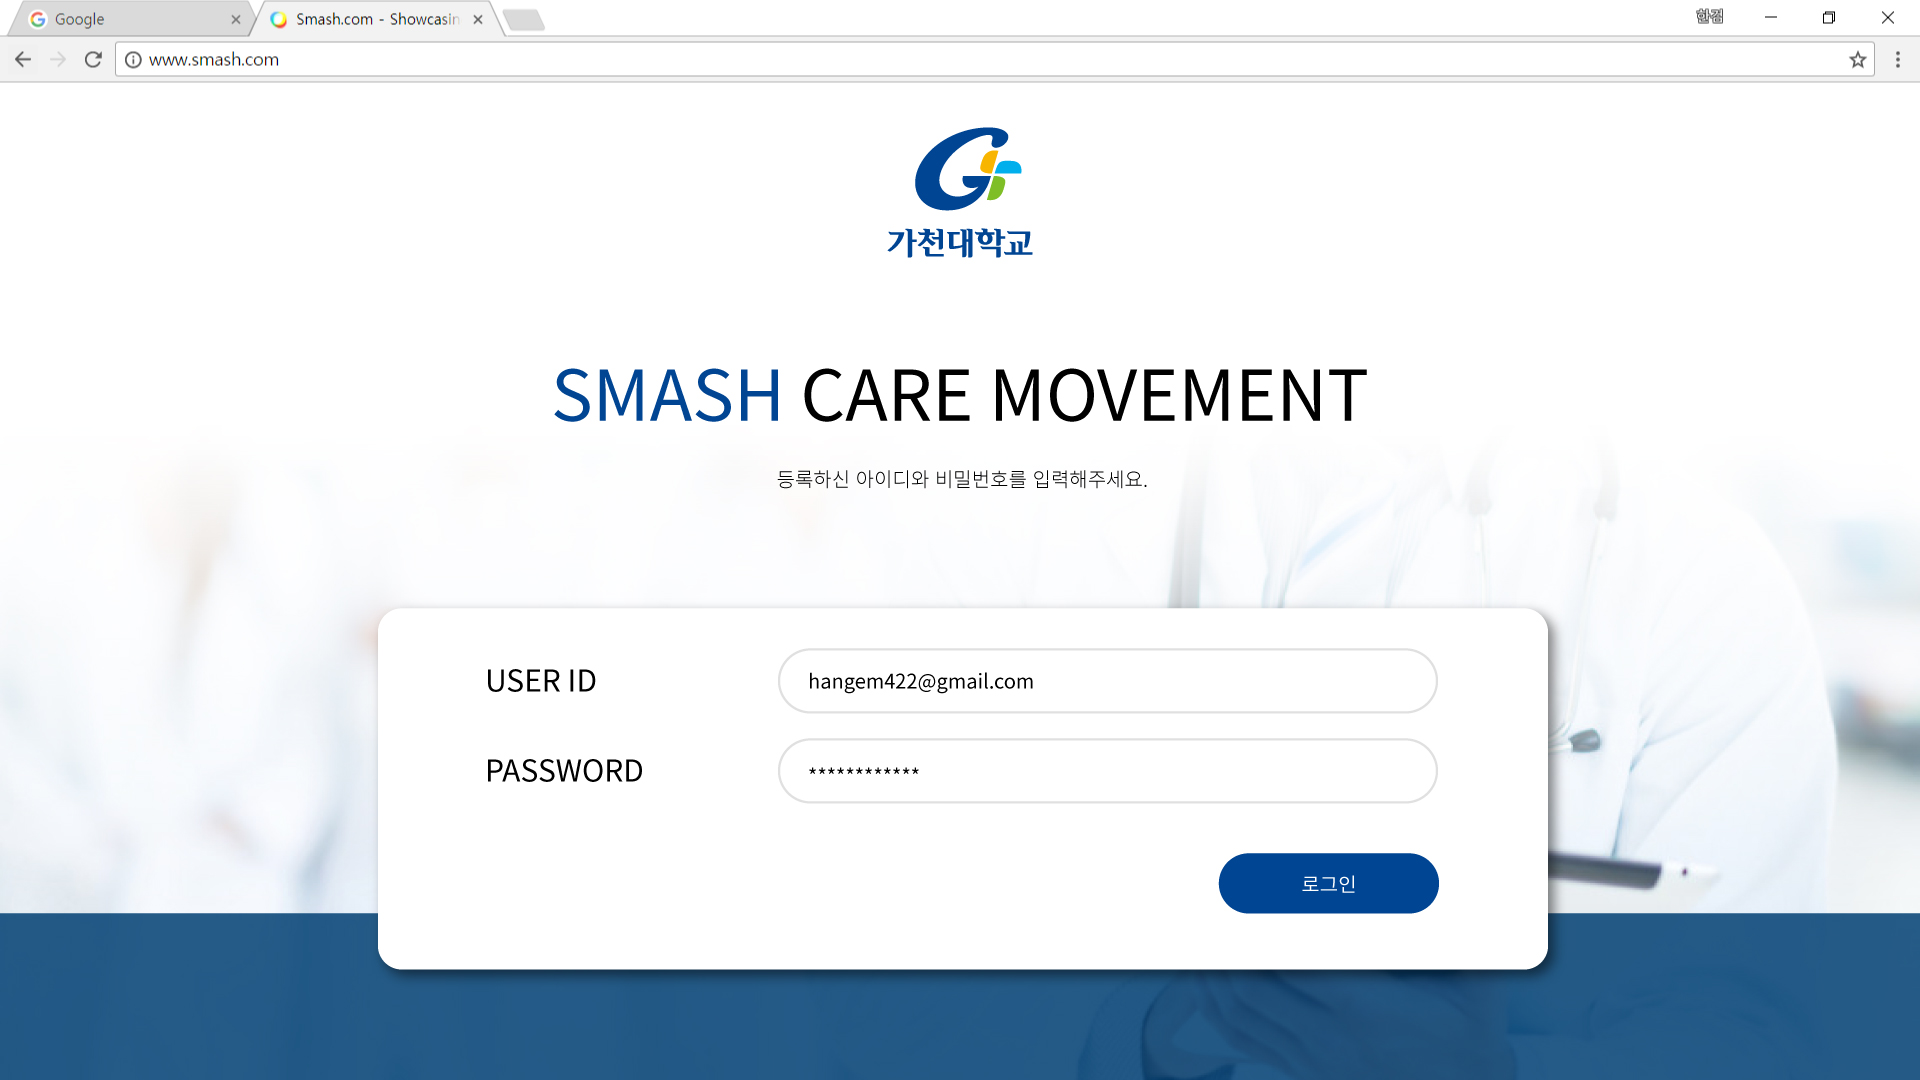 Google
Smash.com - Showcasin
한겸
www.smash.com
가천대학교
SMASH CARE MOVEMENT
등록하신 아이디와 비밀번호를 입력해주세요.
USER ID
hangem422@gmail.com
PASSWORD
************
로그인